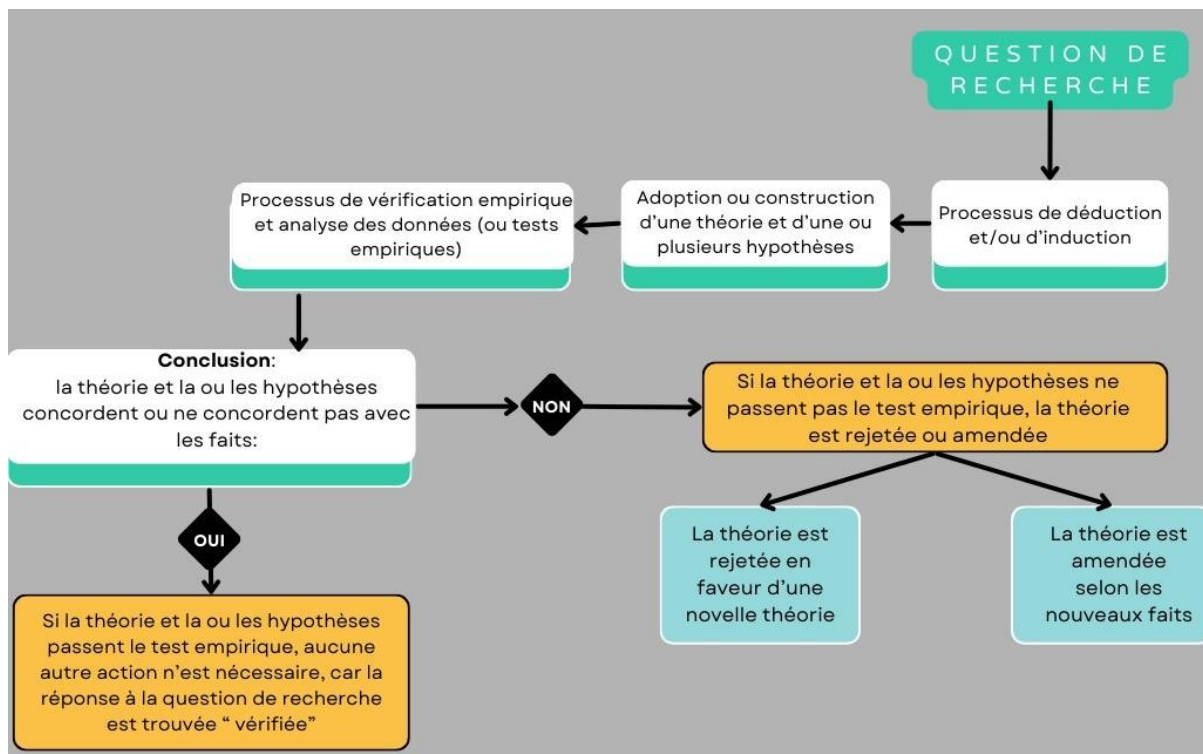 QUESTION DE
RECHERCHE
Processus de déduction
et/ou d’induction
Adoption ou construction
d’une théorie et d’une ou
plusieurs hypothèses
Processus de vérification empirique
et analyse des données (ou tests
empiriques)
Conclusion:
la théorie et la ou les hypothèses
concordent ou ne concordent pas avec
les faits:
NON
Si la théorie et la ou les hypothèses ne
passent pas le test empirique, la théorie
est rejetée ou amendée
La théorie est
rejetée en
faveur d’une
novelle théorie
La théorie est
amendée
selon les
nouveaux faits
OUI
Si la théorie et la ou les hypothèses
passent le test empirique, aucune
autre action n’est nécessaire, car la
réponse à la question de recherche
est trouvée “ vérifiée”